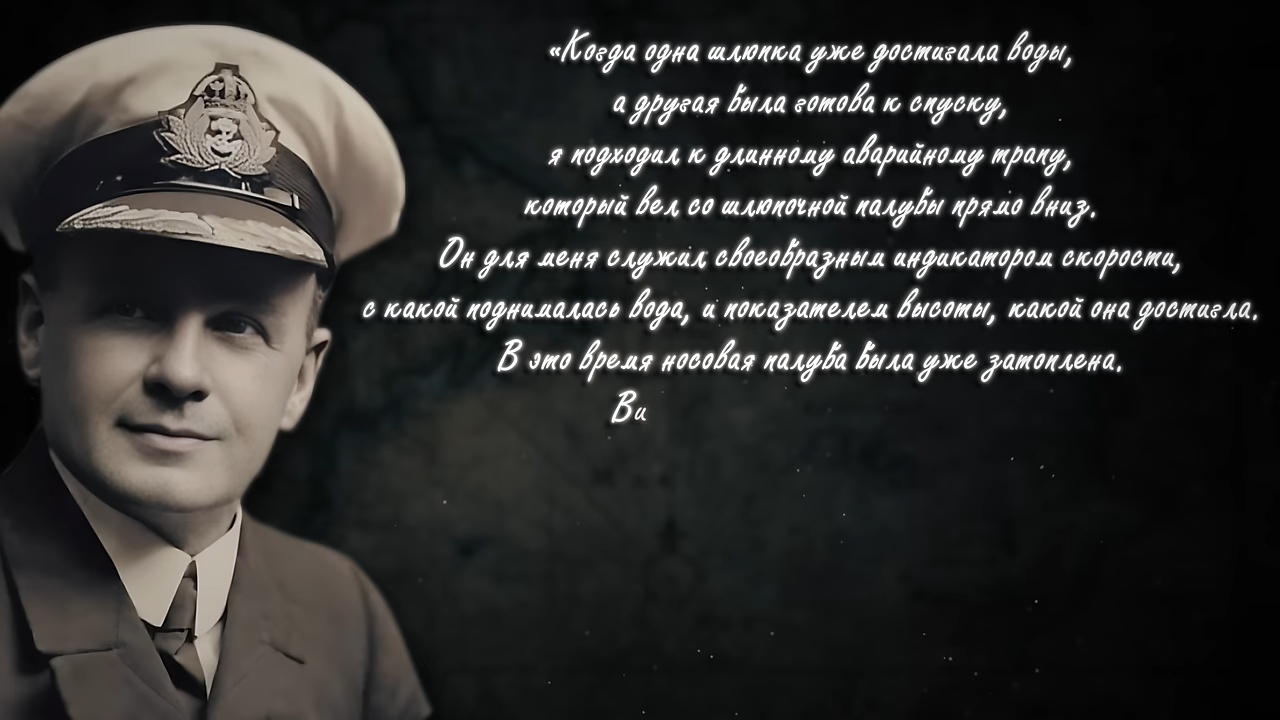 «Когда одна шлюпка уже достигала воды,
а другая была готова к спуску,
я подходил к длинному аварийному трапу,
который вел со шлюпочной палубы прямо вниз.
Он для меня служил своеобразным индикатором скорости,
с какой поднималась вода, и показателем высоты, какой она достигла.
В это время носовая палуба была уже затоплена.
Ви